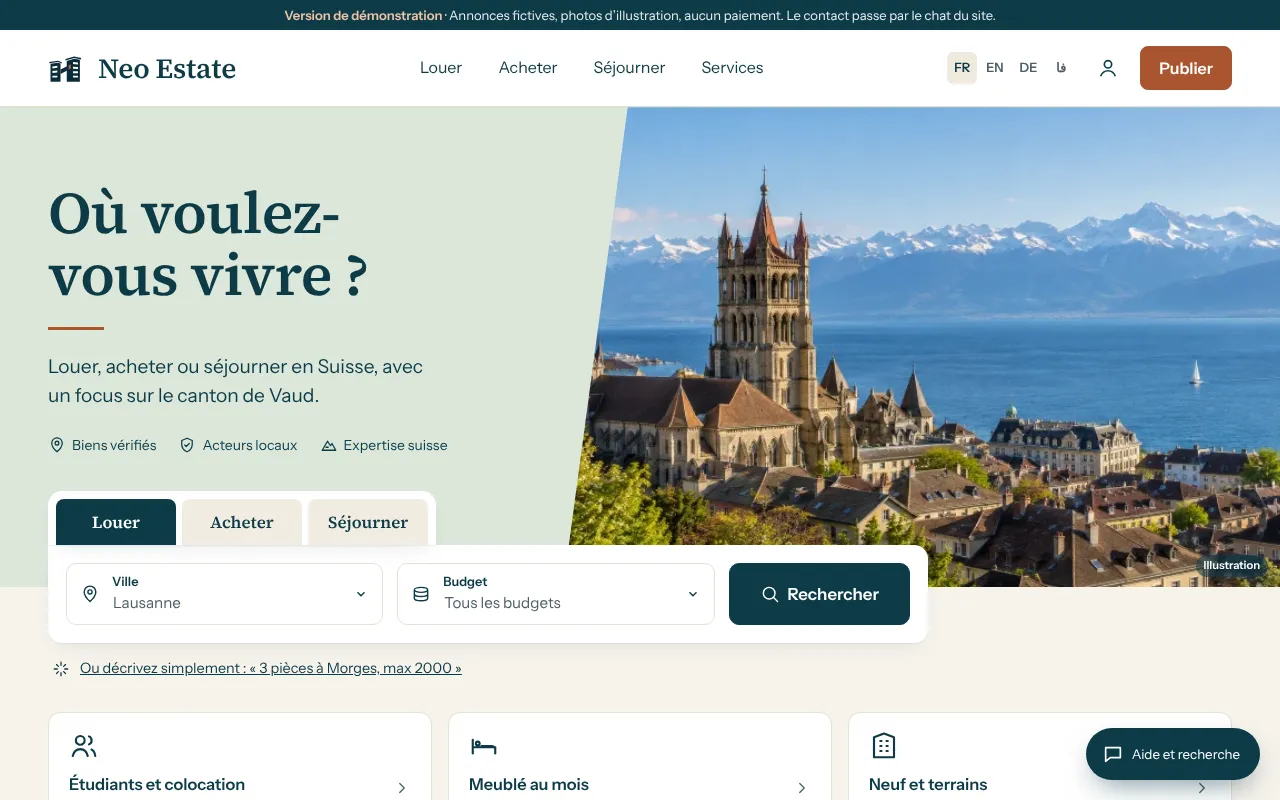 Version de démonstration · Annonces fictives, photos d'illustration, aucun paiement. Le contact passe par le chat du site.
Neo Estate
Louer
Acheter
Séjourner
Services
FR
EN
DE
فا
Publier
Où voulez-
vous vivre ?
Louer, acheter ou séjourner en Suisse, avec
un focus sur le canton de Vaud.
Biens vérifiés
Acteurs locaux
Expertise suisse
Louer
Acheter
Séjourner
Ville
Lausanne
Budget
Tous les budgets
Rechercher
Illustration
Ou décrivez simplement : « 3 pièces à Morges, max 2000 »
Étudiants et colocation
Meublé au mois
Neuf et terrains
Aide et recherche